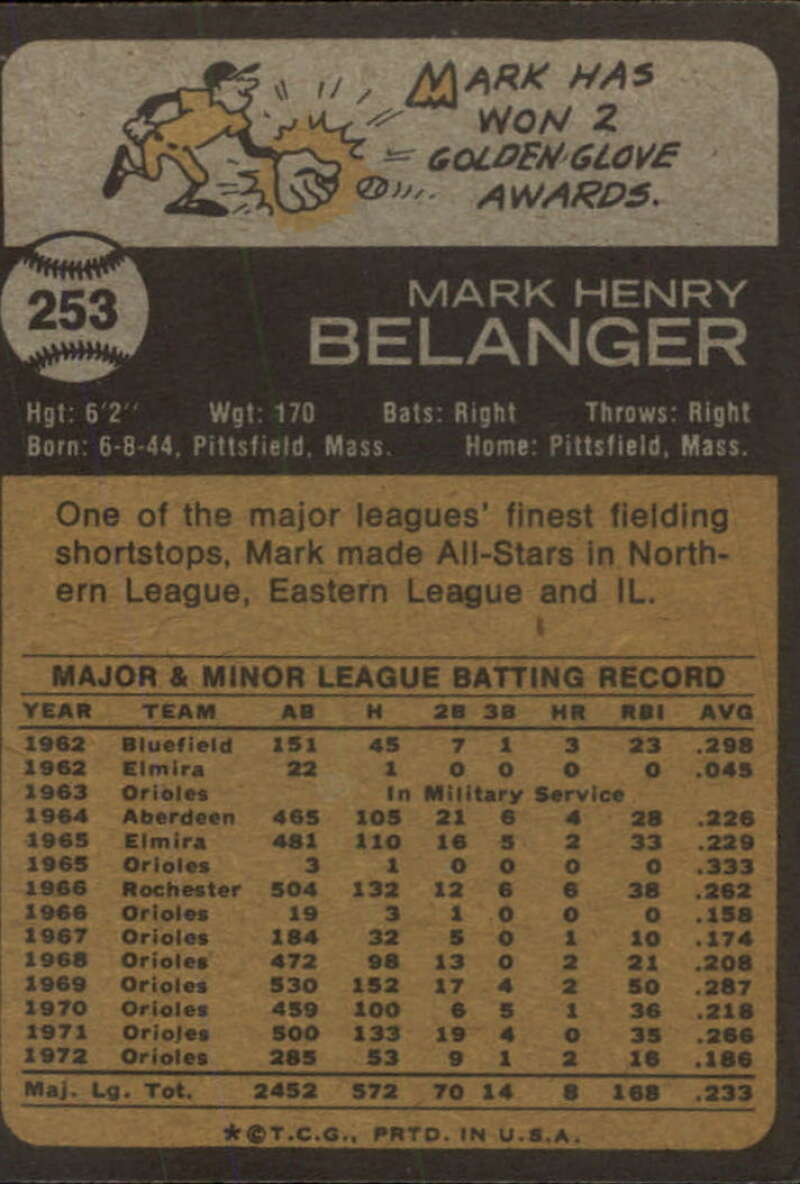 MARK HAS
WON 2
GOLDEN GLOVE
AWARDS.
253
MARK HENRY
BELANGER
Hgt: 6'2" Wgt: 170 Bats: Right Throws: Right
Born: 6-8-44, Pittsfield, Mass. Home: Pittsfield, Mass.
One of the major leagues' finest fielding
shortstops, Mark made All-Stars in North-
ern League, Eastern League and IL.
MAJOR & MINOR LEAGUE BATTING RECORD
YEAR TEAM AB H 2B 3B HR RBI AVG
1962 Bluefield 151 45 7 1 3 23 .298
1962 Elmira 22 1 0 0 0 0 .045
1963 Orioles In Military Service
1964 Aberdeen 465 105 21 6 4 28 .226
1965 Elmira 481 110 16 5 2 33 .229
1965 Orioles 3 1 0 0 0 0 .333
1966 Rochester 504 132 12 6 6 38 .262
1966 Orioles 19 3 1 0 0 0 .158
1967 Orioles 184 32 5 0 1 10 .174
1968 Orioles 472 98 13 0 2 21 .208
1969 Orioles 530 152 17 4 2 50 .287
1970 Orioles 459 100 6 5 1 36 .218
1971 Orioles 500 133 19 4 0 35 .266
1972 Orioles 285 53 9 1 2 16 .186
Maj. Lg. Tot. 2452 572 70 14 8 168 .233
*©T.C.G., PRTD. IN U.S.A.